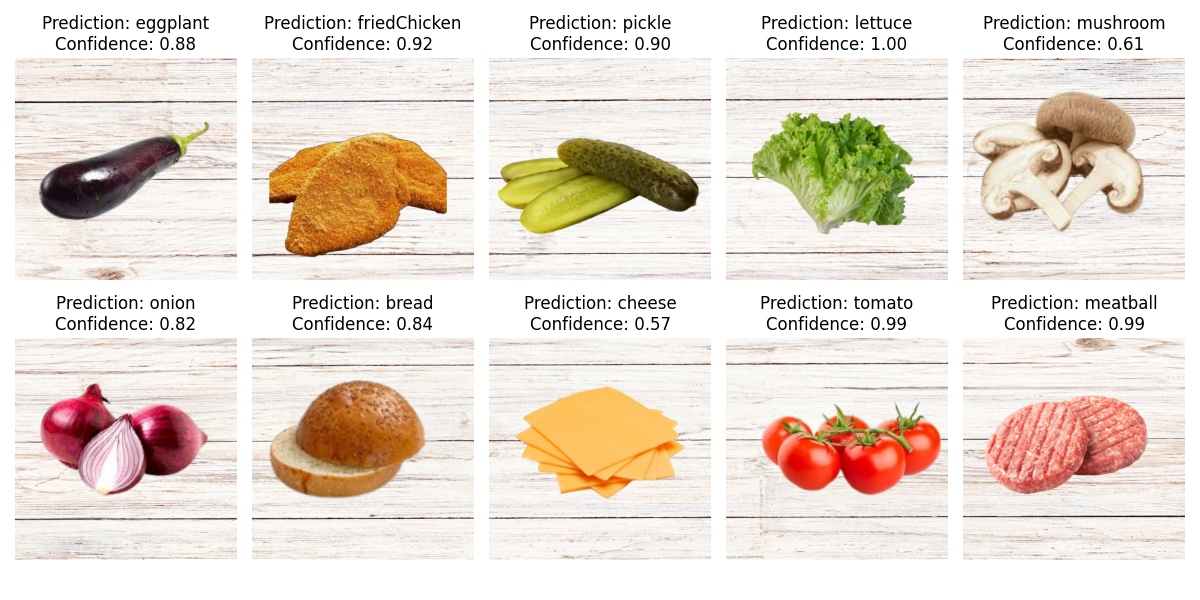 Prediction: eggplant
Confidence: 0.88
Prediction: friedChicken
Confidence: 0.92
Prediction: pickle
Confidence: 0.90
Prediction: lettuce
Confidence: 1.00
Prediction: mushroom
Confidence: 0.61
Prediction: onion
Confidence: 0.82
Prediction: bread
Confidence: 0.84
Prediction: cheese
Confidence: 0.57
Prediction: tomato
Confidence: 0.99
Prediction: meatball
Confidence: 0.99